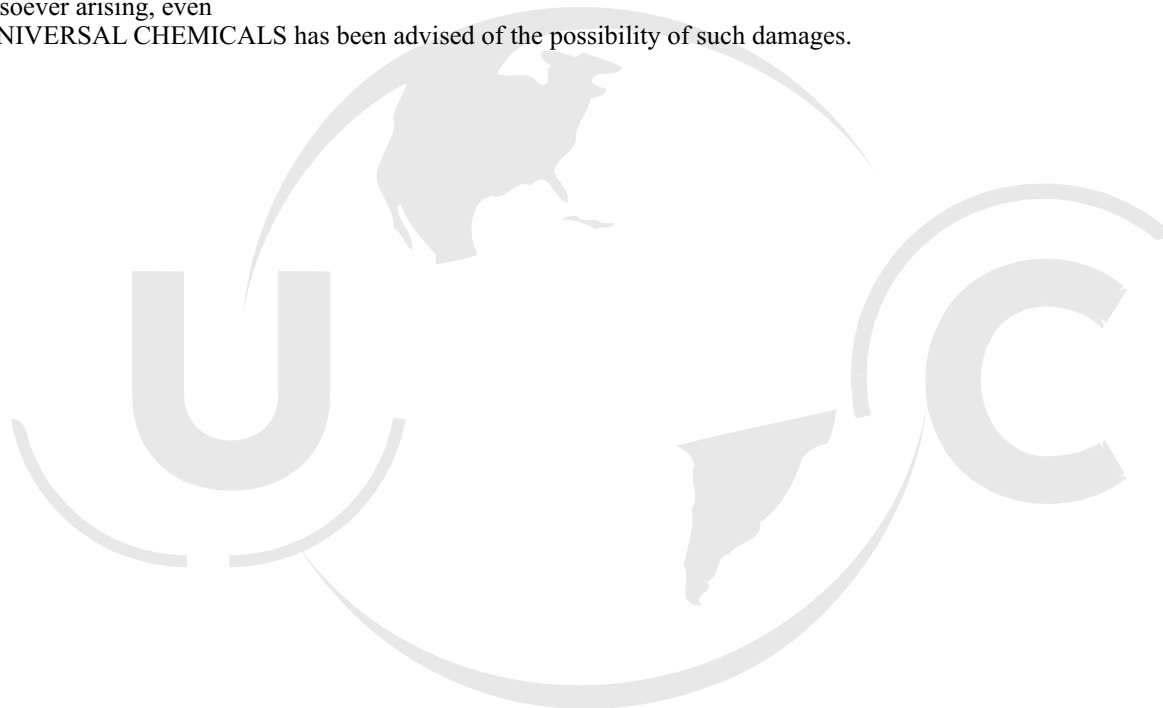 soever arising, even
NIVERSAL CHEMICALS has been advised of the possibility of such damages.
U C